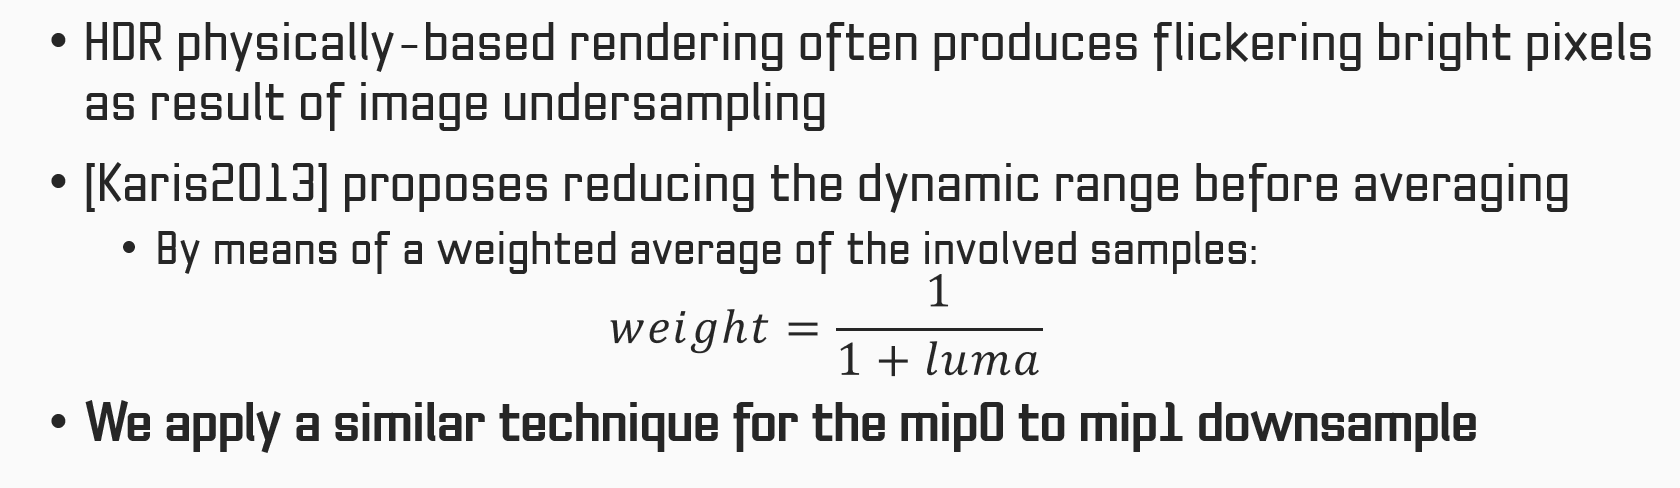 • HDR physically-based rendering often produces flickering bright pixels
as result of image undersampling
• [Karis2013] proposes reducing the dynamic range before averaging
• By means of a weighted average of the involved samples:
weight = 1 / (1 + luma)
• We apply a similar technique for the mip0 to mip1 downsample